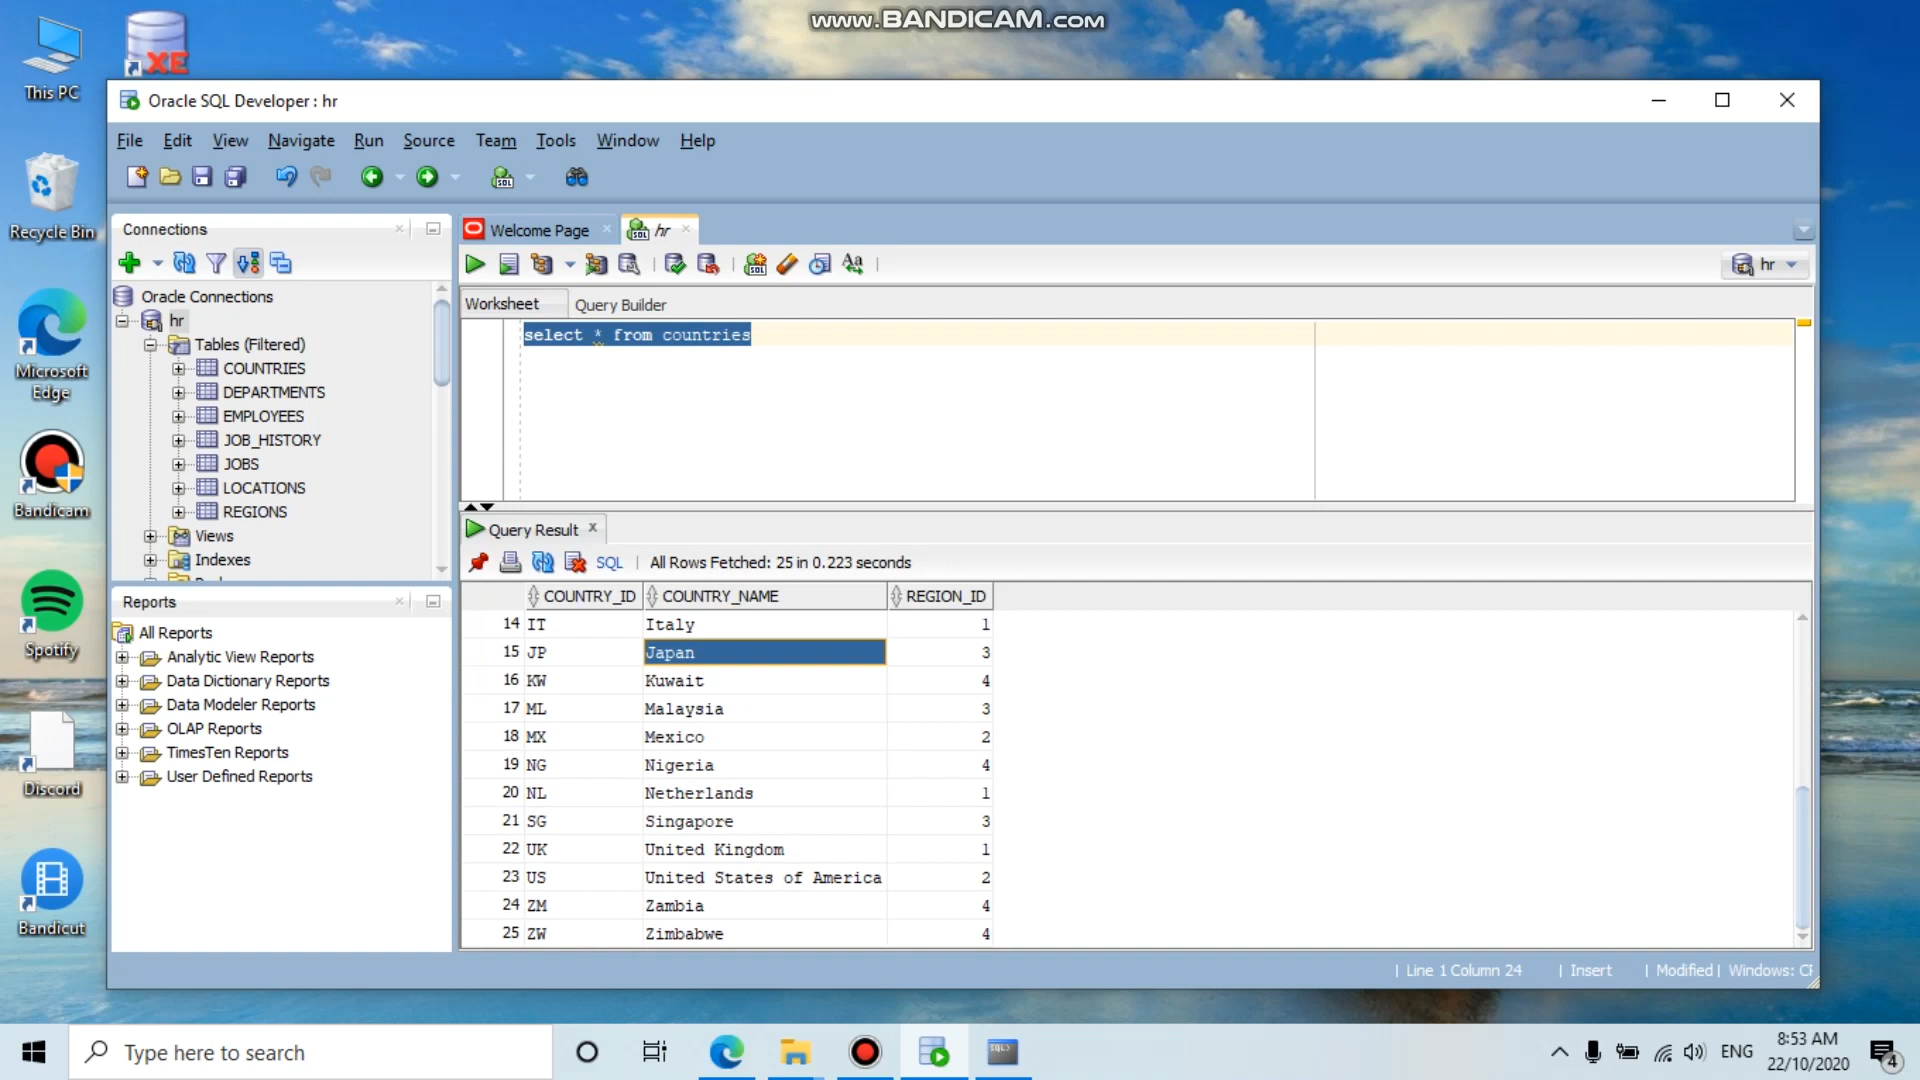 www.BANDICAM.com
This PC
XE
Recycle Bin
Microsoft
Edge
Bandicam
Spotify
Discord
Bandicut
Oracle SQL Developer : hr
File Edit View Navigate Run Source Team Tools Window Help
Connections
Oracle Connections
hr
Tables (Filtered)
COUNTRIES
DEPARTMENTS
EMPLOYEES
JOB_HISTORY
JOBS
LOCATIONS
REGIONS
Views
Indexes
Reports
All Reports
Analytic View Reports
Data Dictionary Reports
Data Modeler Reports
OLAP Reports
TimesTen Reports
User Defined Reports
Welcome Page hr
hr
Worksheet Query Builder
select * from countries
Query Result
SQL | All Rows Fetched: 25 in 0.223 seconds
COUNTRY_ID COUNTRY_NAME REGION_ID
14 IT Italy 1
15 JP Japan 3
16 KW Kuwait 4
17 ML Malaysia 3
18 MX Mexico 2
19 NG Nigeria 4
20 NL Netherlands 1
21 SG Singapore 3
22 UK United Kingdom 1
23 US United States of America 2
24 ZM Zambia 4
25 ZW Zimbabwe 4
| Line 1 Column 24 | Insert | Modified | Windows: CF
Type here to search
ENG
8:53 AM
22/10/2020
4